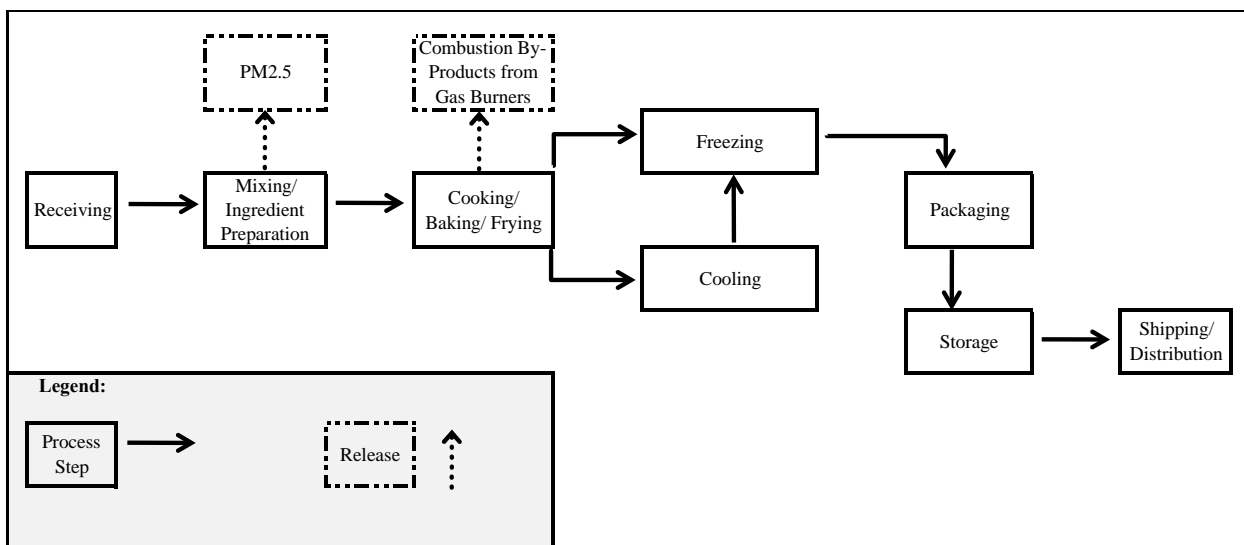 PM2.5
Combustion By-
Products from
Gas Burners
Freezing
Receiving
Mixing/
Ingredient
Preparation
Cooking/
Baking/ Frying
Packaging
Cooling
Storage
Shipping/
Distribution
Legend:
Process
Step
Release